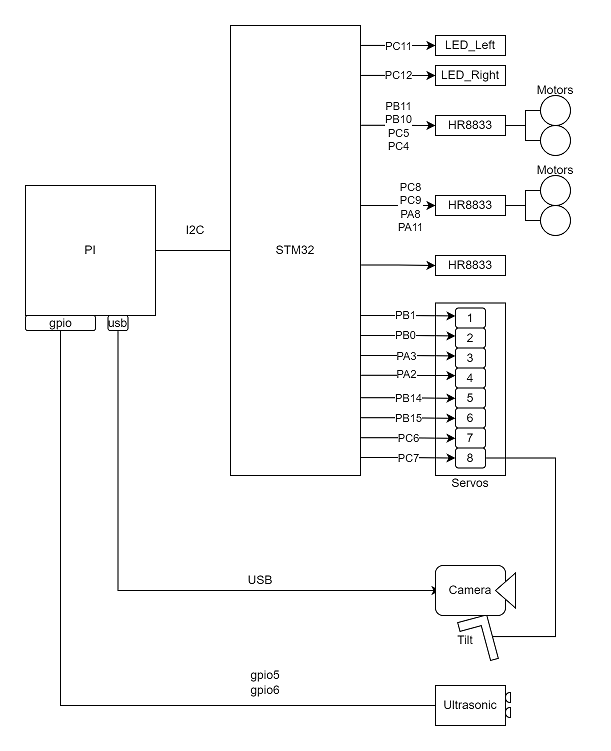 PC11
LED_Left
PC12
LED_Right
Motors
PB11
PB10
PC5
PC4
HR8833
Motors
PC8
PC9
PA8
PA11
HR8833
I2C
PI
STM32
HR8833
gpio
usb
PB1
1
PB0
2
PA3
3
PA2
4
PB14
5
PB15
6
PC6
7
PC7
8
Servos
USB
Camera
Tilt
gpio5
gpio6
Ultrasonic